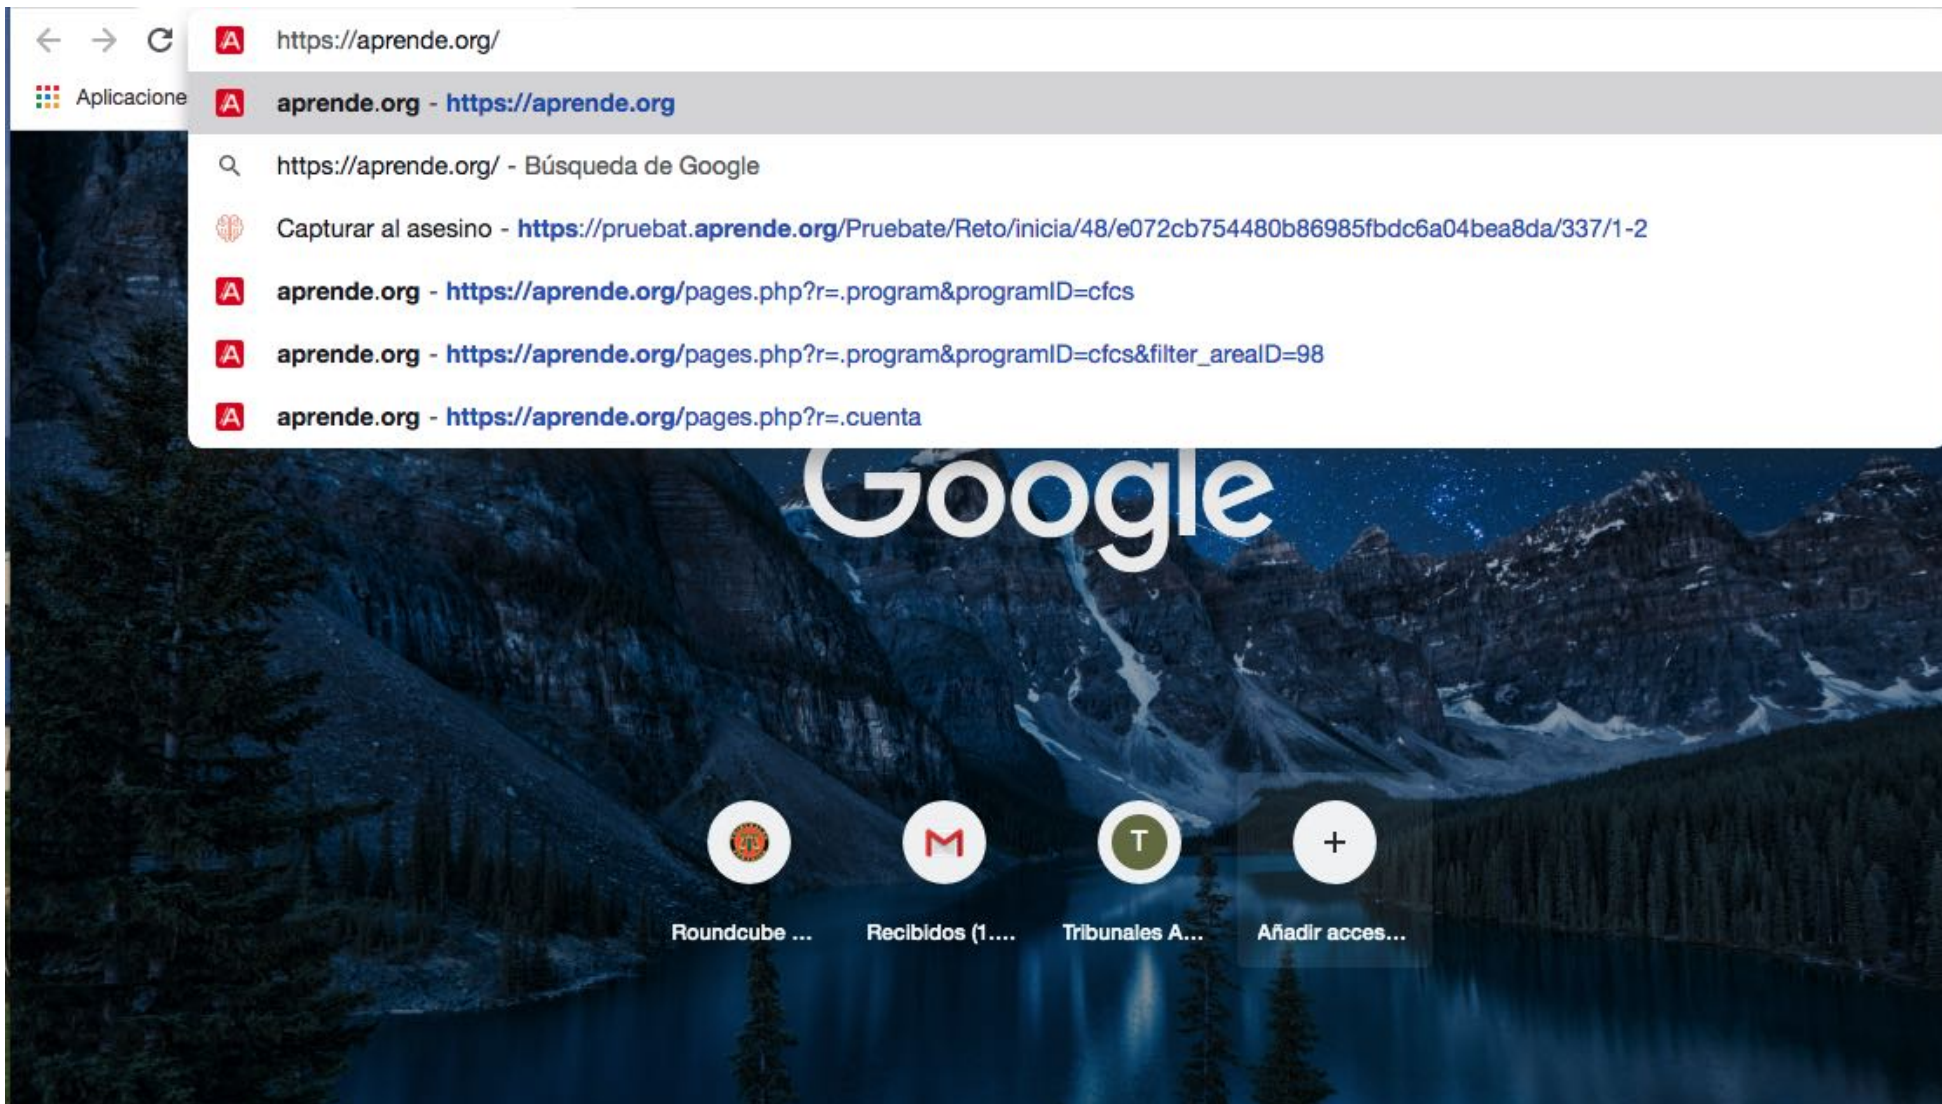 https://aprende.org/
Aplicacione
aprende.org - https://aprende.org
https://aprende.org/ - Búsqueda de Google
Capturar al asesino - https://pruebat.aprende.org/Pruebate/Reto/inicia/48/e072cb754480b86985fbdc6a04bea8da/337/1-2
aprende.org - https://aprende.org/pages.php?r=.program&programID=cfcs
aprende.org - https://aprende.org/pages.php?r=.program&programID=cfcs&filter_areaID=98
aprende.org - https://aprende.org/pages.php?r=.cuenta
Google
T
Roundcube ... Recibidos (1.... Tribunales A... Añadir acces...